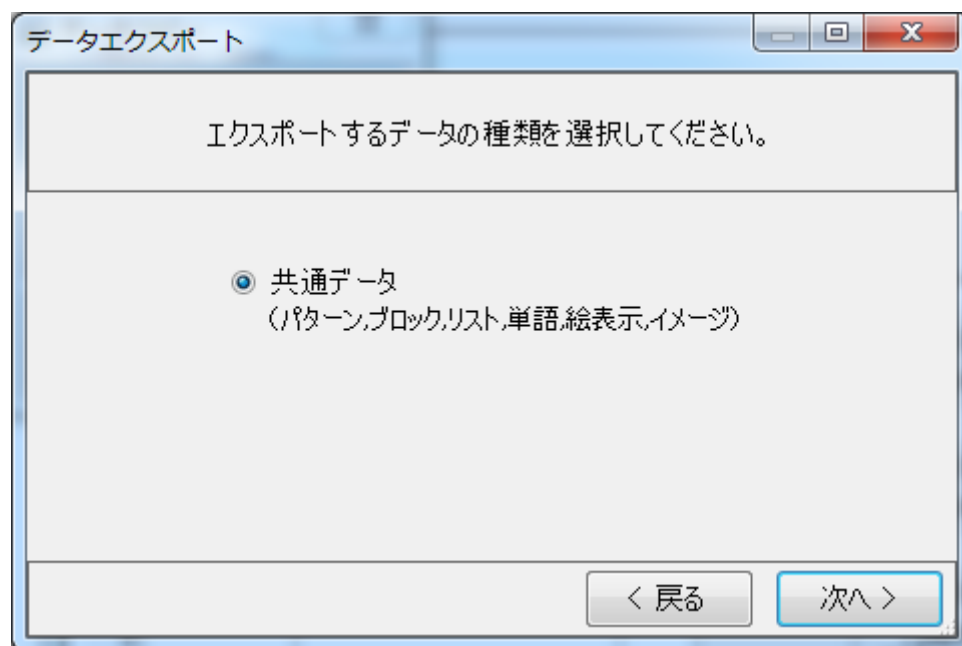 データエクスポート
エクスポートするデータの種類を選択してください。
共通データ
(パターン,ブロック,リスト,単語,絵表示,イメージ)
< 戻る
次へ >